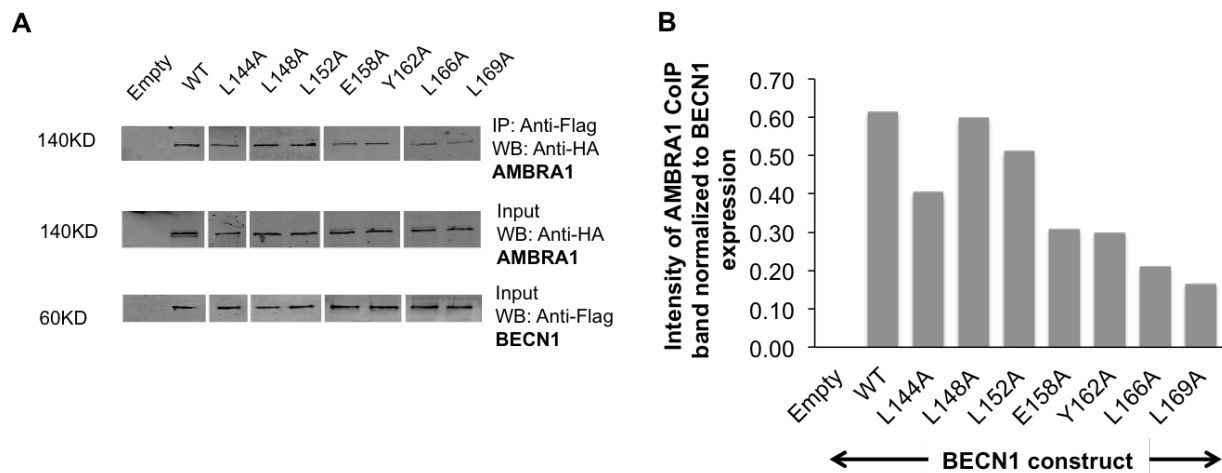 A
Empty
WT
L144A
L148A
L152A
E158A
Y162A
L166A
L169A
140KD
IP: Anti-Flag
WB: Anti-HA
AMBRA1
140KD
Input
WB: Anti-HA
AMBRA1
60KD
Input
WB: Anti-Flag
BECN1
B
Intensity of AMBRA1 CoIP
band normalized to BECN1
expression
0.70
0.60
0.50
0.40
0.30
0.20
0.10
0.00
Empty
WT
L144A
L148A
L152A
E158A
Y162A
L166A
L169A
BECN1 construct